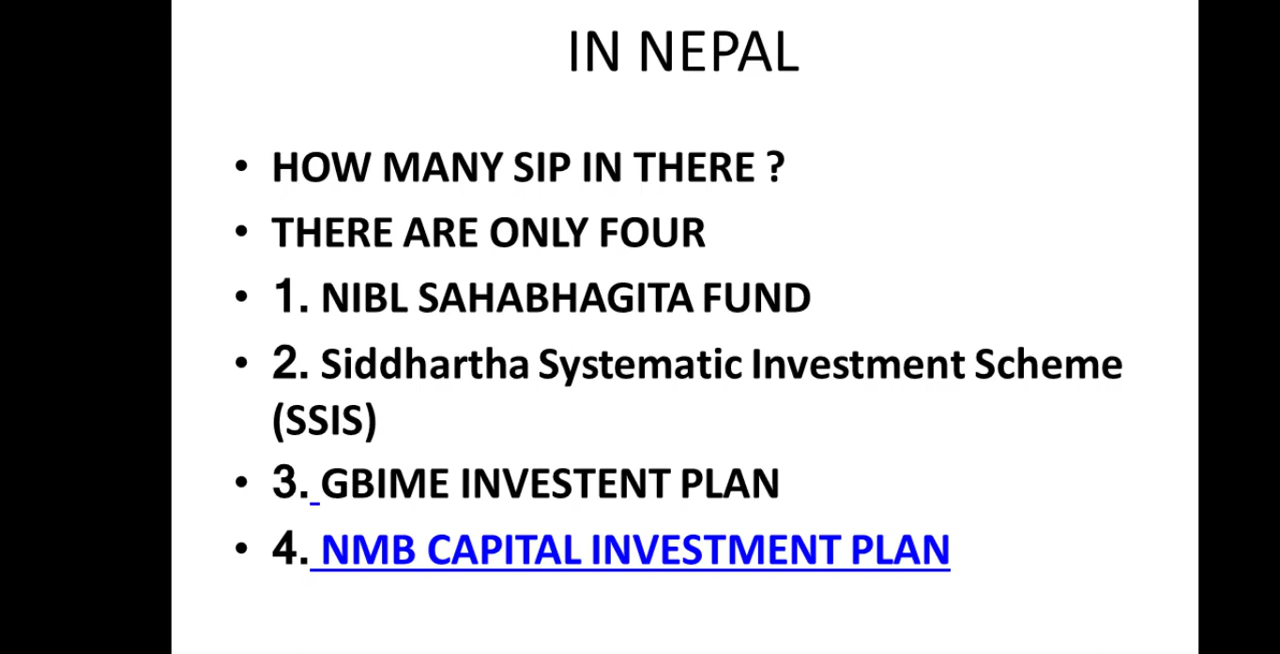 IN NEPAL
• HOW MANY SIP IN THERE ?
• THERE ARE ONLY FOUR
• 1. NIBL SAHABHAGITA FUND
• 2. Siddhartha Systematic Investment Scheme
(SSIS)
• 3. GBIME INVESTENT PLAN
• 4. NMB CAPITAL INVESTMENT PLAN